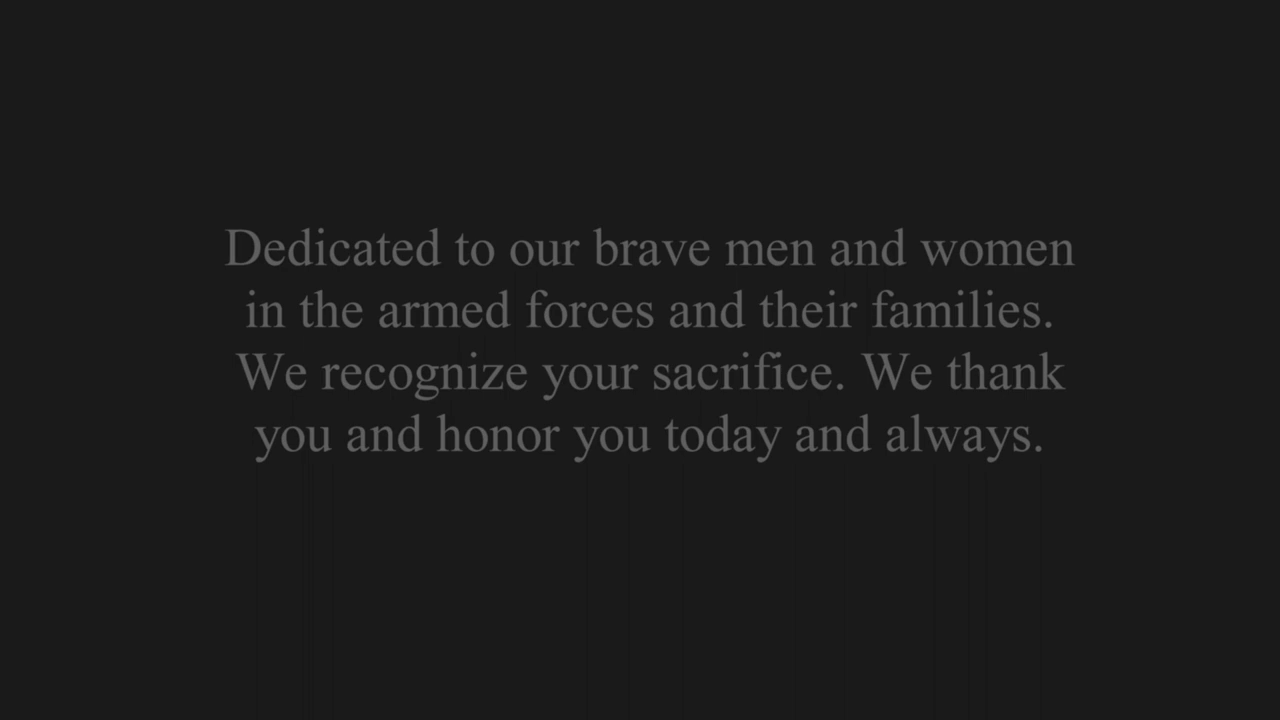 Dedicated to our brave men and women
in the armed forces and their families.
We recognize your sacrifice. We thank
you and honor you today and always.